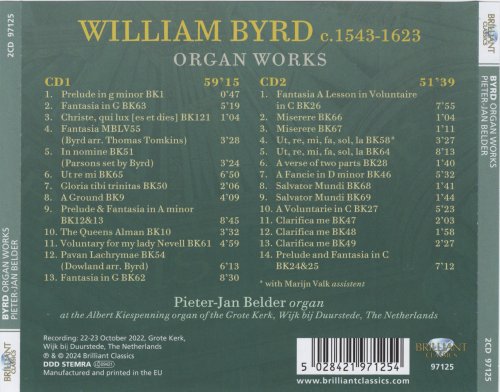 2CD 97125
BYRD ORGAN WORKS
PIETER-JAN BELDER
BRILLIANT CLASSICS
WILLIAM BYRD c.1543-1623
ORGAN WORKS
CD1 59'15
1. Prelude in g minor BK1 0'47
2. Fantasia in G BK63 5'19
3. Christe, qui lux [es et dies] BK121 1'04
4. Fantasia MBLV55
(Byrd arr. Thomas Tomkins) 3'28
5. In nomine BK51
(Parsons set by Byrd) 3'24
6. Ut re mi BK65 6'50
7. Gloria tibi trinitas BK50 2'06
8. A Ground BK9 4'09
9. Prelude & Fantasia in A minor
BK12&13 8'45
10. The Queens Alman BK10 3'32
11. Voluntary for my lady Nevell BK61 4'59
12. Pavan Lachrymae BK54
(Dowland arr. Byrd) 6'13
13. Fantasia in G BK62 8'30
CD2 51'39
1. Fantasia A Lesson in Voluntarie
in C BK26 7'55
2. Miserere BK66 1'04
3. Miserere BK67 1'11
4. Ut, re, mi, fa, sol, la BK58* 3'27
5. Ut, re, mi, fa, sol, la BK64 8'13
6. A verse of two parts BK28 1'40
7. A Fancie in D minor BK46 5'32
8. Salvator Mundi BK68 1'41
9. Salvator Mundi BK69 1'44
10. A Voluntarie in C BK27 5'23
11. Clarifica me BK47 2'03
12. Clarifica me BK48 1'58
13. Clarifica me BK49 2'27
14. Prelude and Fantasia in C
BK24&25 7'12
* with Marijn Valk assistent
Pieter-Jan Belder organ
at the Albert Kiespenning organ of the Grote Kerk, Wijk bij Duurstede, The Netherlands
Recording: 22-23 October 2022, Grote Kerk,
Wijk bij Duurstede, The Netherlands
℗ & © 2024 Brilliant Classics
DDD STEMRA
Manufactured and printed in the EU
5 028421 971254
www.brilliantclassics.com
BRILLIANT
CLASSICS
97125
BYRD ORGAN WORKS
PIETER-JAN BELDER
2CD 97125
BRILLIANT CLASSICS